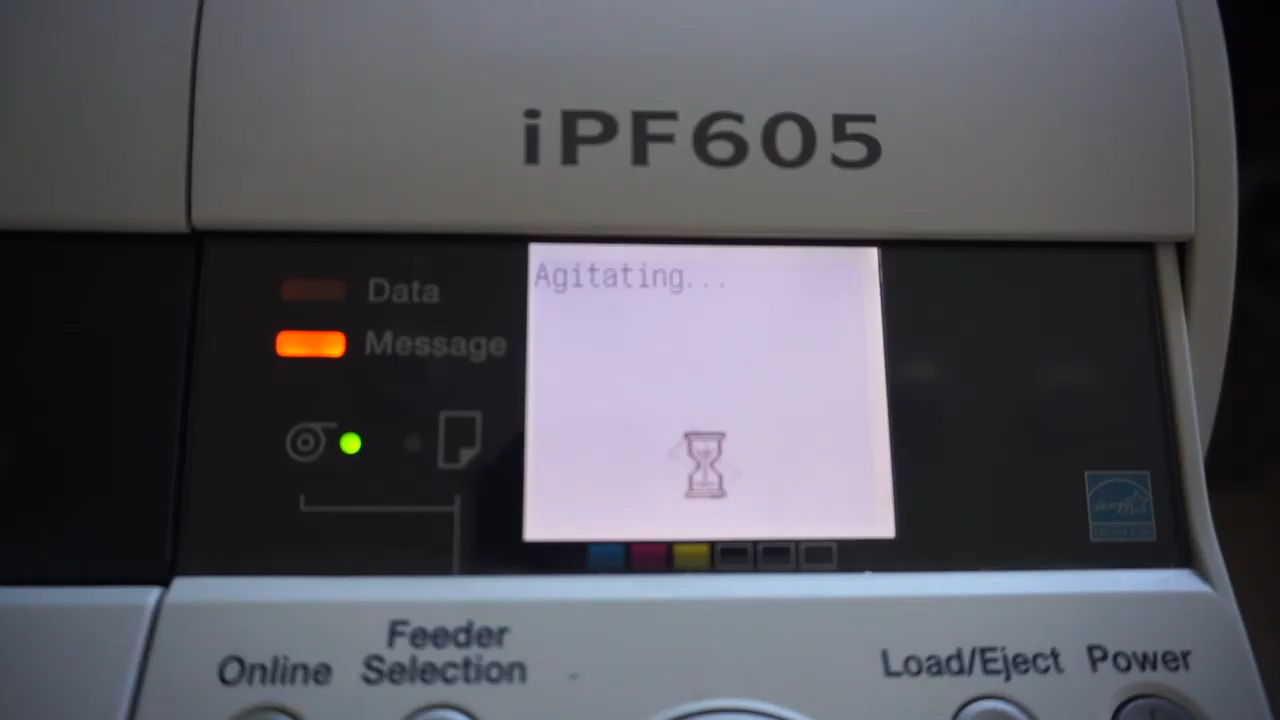 iPF605
Agitating...
Data
Message
Feeder
Selection
Online
Load/Eject
Power